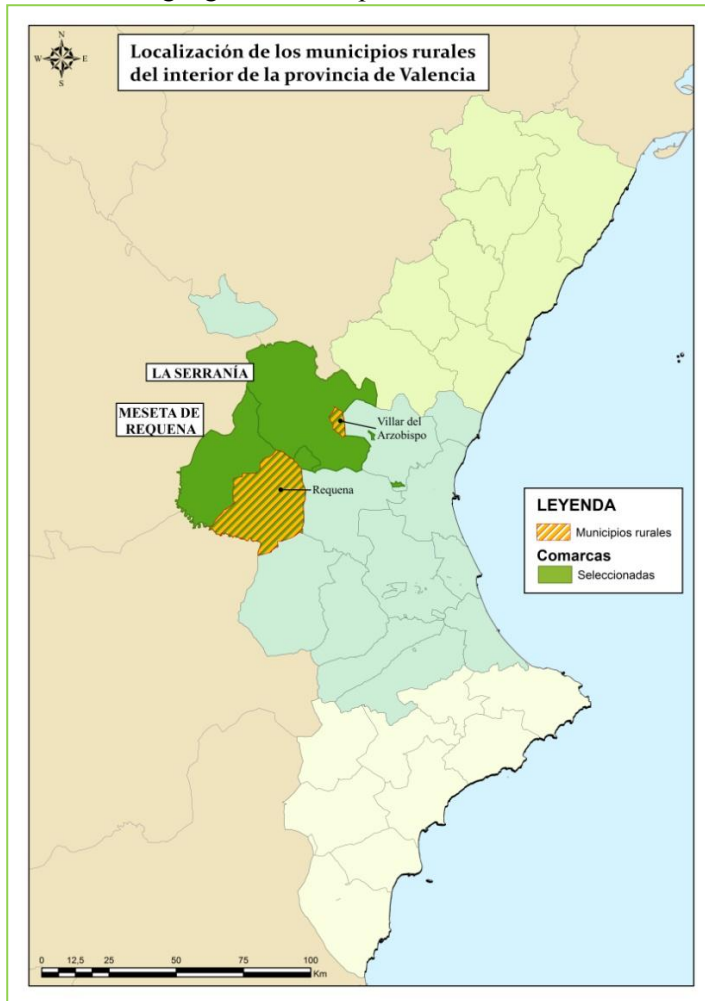 N
W
E
S
Localización de los municipios rurales
del interior de la provincia de Valencia
LA SERRANÍA
MESETA DE
REQUENA
Villar del
Arzobispo
Requena
LEYENDA
Municipios rurales
Comarcas
Seleccionadas
0 12,5 25 50 75 100
Km